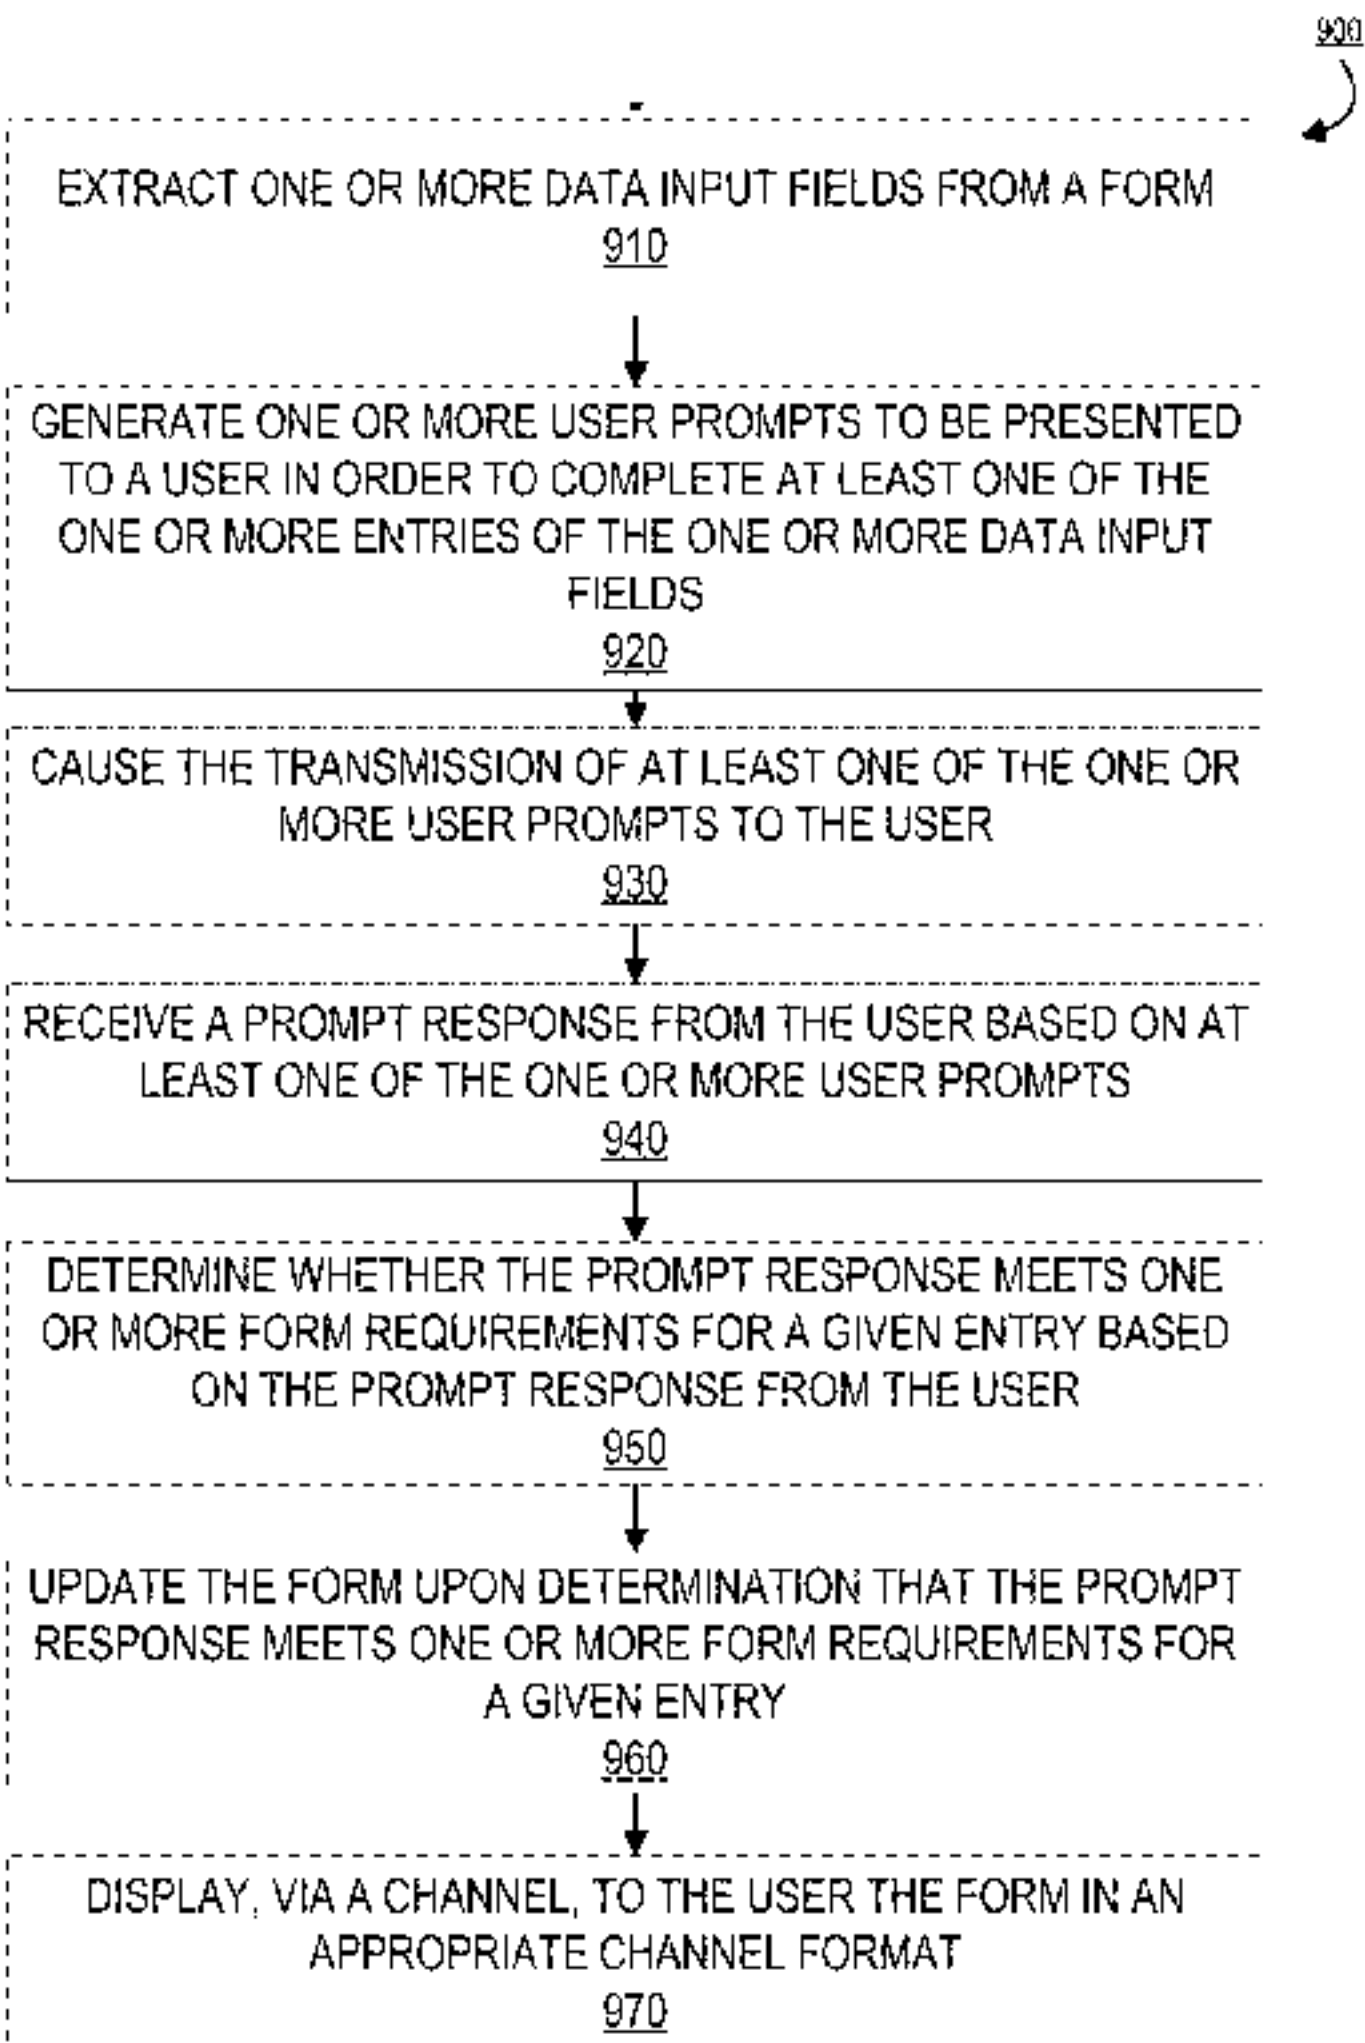 900
EXTRACT ONE OR MORE DATA INPUT FIELDS FROM A FORM
910
GENERATE ONE OR MORE USER PROMPTS TO BE PRESENTED
TO A USER IN ORDER TO COMPLETE AT LEAST ONE OF THE
ONE OR MORE ENTRIES OF THE ONE OR MORE DATA INPUT
FIELDS
920
CAUSE THE TRANSMISSION OF AT LEAST ONE OF THE ONE OR
MORE USER PROMPTS TO THE USER
930
RECEIVE A PROMPT RESPONSE FROM THE USER BASED ON AT
LEAST ONE OF THE ONE OR MORE USER PROMPTS
940
DETERMINE WHETHER THE PROMPT RESPONSE MEETS ONE
OR MORE FORM REQUIREMENTS FOR A GIVEN ENTRY BASED
ON THE PROMPT RESPONSE FROM THE USER
950
UPDATE THE FORM UPON DETERMINATION THAT THE PROMPT
RESPONSE MEETS ONE OR MORE FORM REQUIREMENTS FOR
A GIVEN ENTRY
960
DISPLAY, VIA A CHANNEL, TO THE USER THE FORM IN AN
APPROPRIATE CHANNEL FORMAT
970